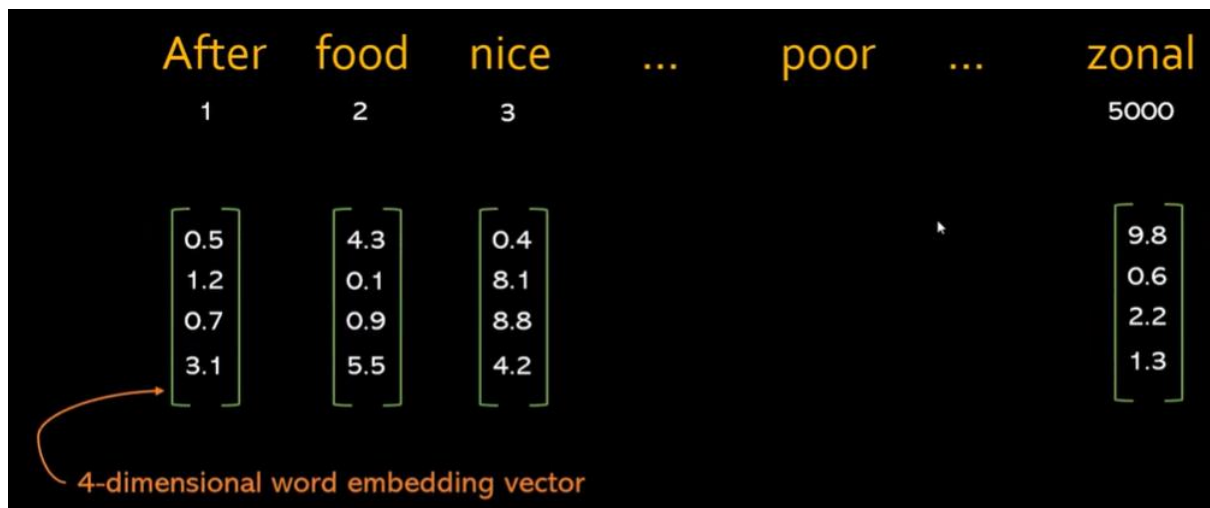 After food nice ... poor ... zonal
1 2 3 5000
0.5 4.3 0.4 9.8
1.2 0.1 8.1 0.6
0.7 0.9 8.8 2.2
3.1 5.5 4.2 1.3
4-dimensional word embedding vector